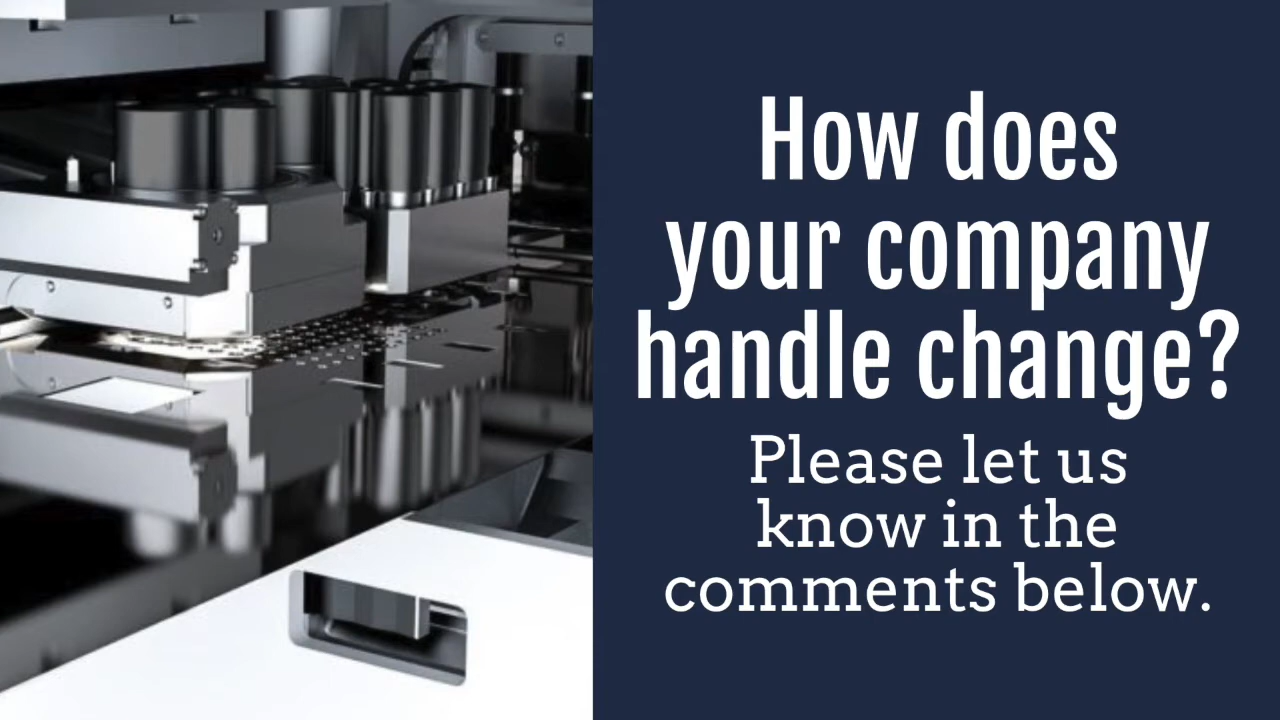 How does
your company
handle change?
Please let us
know in the
comments below.